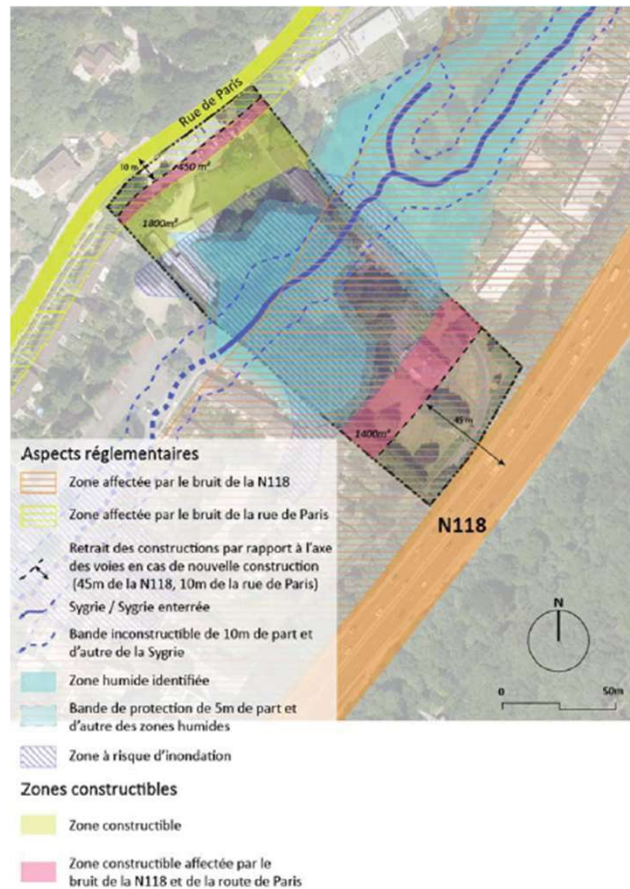 Rue de Paris
10 m
450 m²
1800m²
1400m²
45 m
N118
Aspects réglementaires
Zone affectée par le bruit de la N118
Zone affectée par le bruit de la rue de Paris
Retrait des constructions par rapport à l'axe
des voies en cas de nouvelle construction
(45m de la N118, 10m de la rue de Paris)
Sygrie / Sygrie enterrée
Bande inconstructible de 10m de part et
d'autre de la Sygrie
Zone humide identifiée
Bande de protection de 5m de part et
d'autre des zones humides
Zone à risque d'inondation
N
0 50m
Zones constructibles
Zone constructible
Zone constructible affectée par le
bruit de la N118 et de la route de Paris